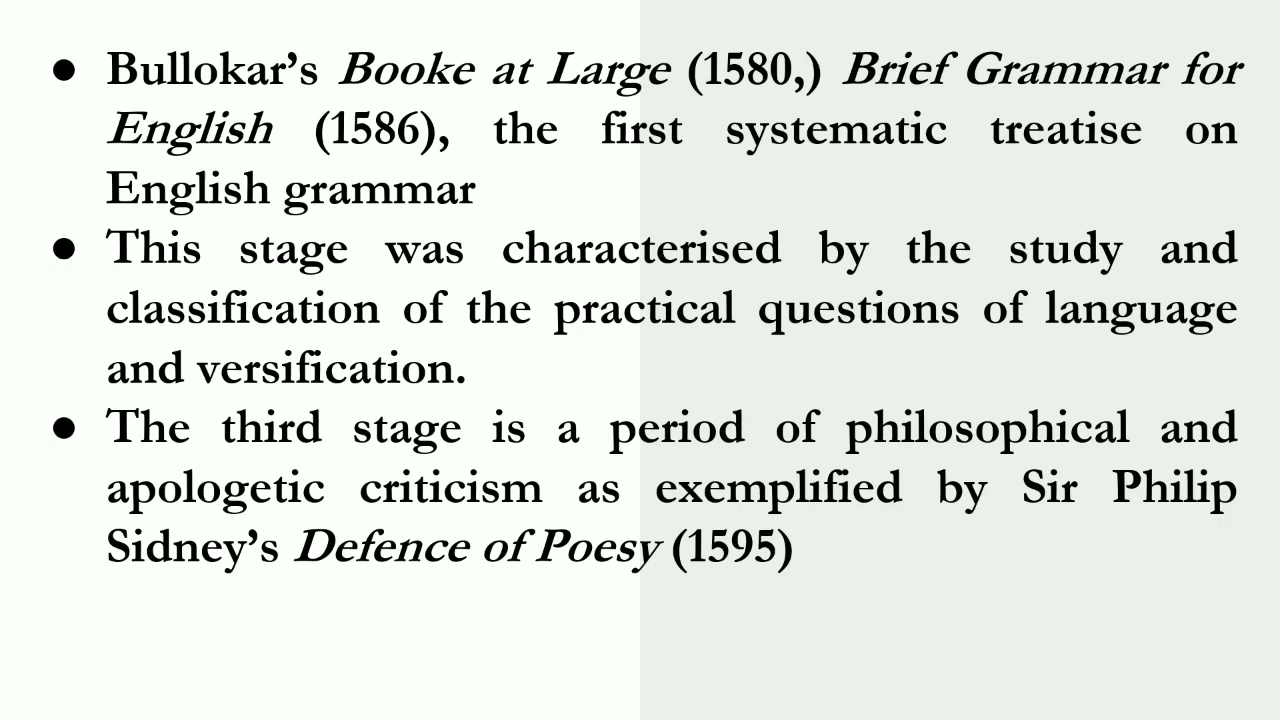 ● Bullokar’s Booke at Large (1580,) Brief Grammar for
English (1586), the first systematic treatise on
English grammar
● This stage was characterised by the study and
classification of the practical questions of language
and versification.
● The third stage is a period of philosophical and
apologetic criticism as exemplified by Sir Philip
Sidney’s Defence of Poesy (1595)